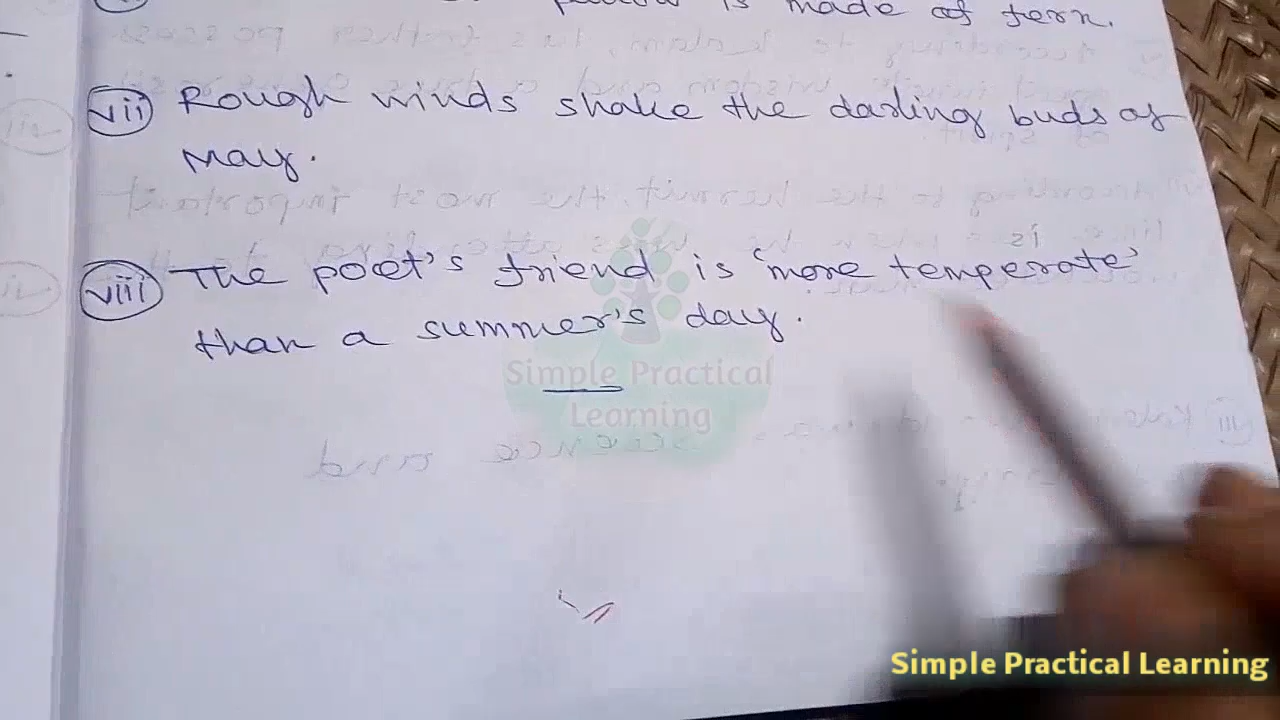 is made of fern.
vii Rough winds shake the darling buds of
May.
viii The poet's friend is 'more temperate'
than a summer's day.
Simple Practical
Learning
Simple Practical Learning